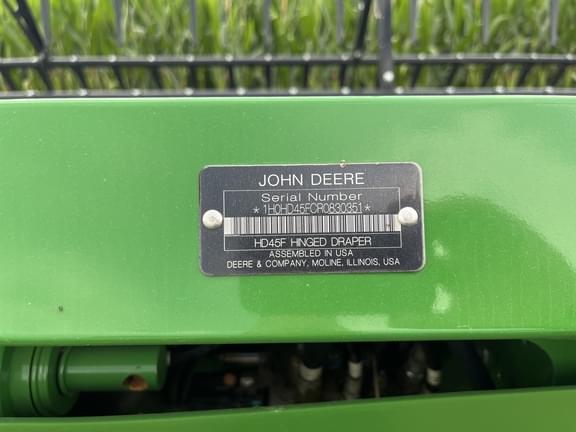 JOHN DEERE
Serial Number
*1H0HD45FCR0830351*
HD45F HINGED DRAPER
ASSEMBLED IN USA
DEERE & COMPANY, MOLINE, ILLINOIS, USA